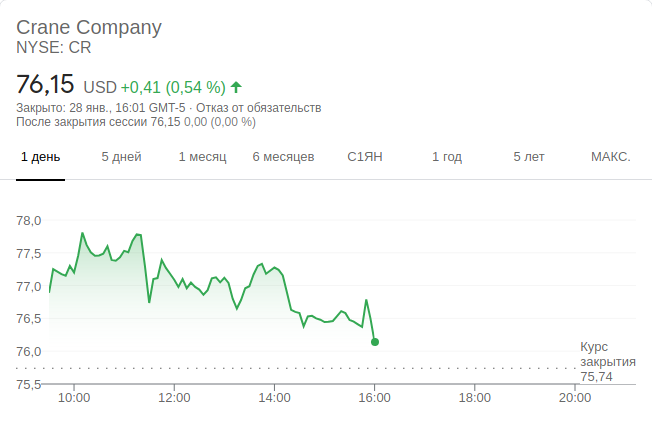 Crane Company
NYSE: CR
76,15 USD +0,41 (0,54 %)
Закрыто: 28 янв., 16:01 GMT-5 · Отказ от обязательств
После закрытия сессии 76,15 0,00 (0,00 %)
1 день 5 дней 1 месяц 6 месяцев С1ЯН 1 год 5 лет МАКС.
78,0
77,5
77,0
76,5
76,0
75,5
Курс
закрытия
75,74
10:00 12:00 14:00 16:00 18:00 20:00